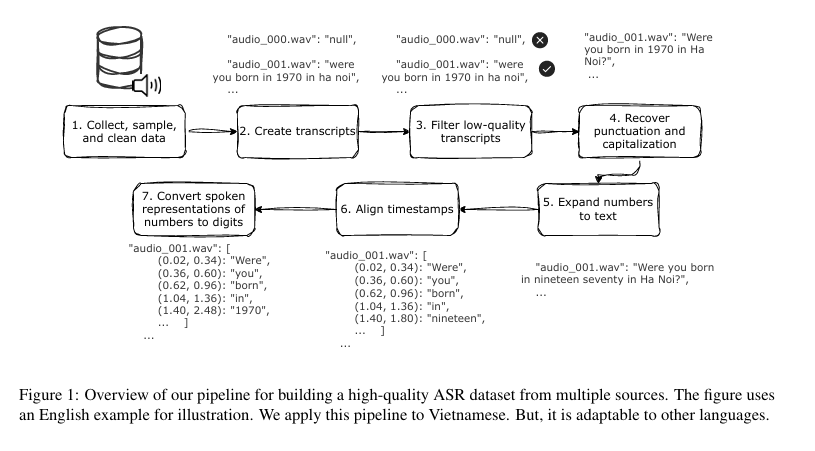 "audio_000.wav": "null",
"audio_001.wav": "were
you born in 1970 in ha noi",
...
"audio_000.wav": "null",
"audio_001.wav": "were
you born in 1970 in ha noi",
...
"audio_001.wav": "Were
you born in 1970 in Ha
Noi?",
...
1. Collect, sample,
and clean data
2. Create transcripts
3. Filter low-quality
transcripts
4. Recover
punctuation and
capitalization
5. Expand numbers
to text
6. Align timestamps
7. Convert spoken
representations of
numbers to digits
"audio_001.wav": "Were you born
in nineteen seventy in Ha Noi?",
...
"audio_001.wav": [
(0.02, 0.34): "Were",
(0.36, 0.60): "you",
(0.62, 0.96): "born",
(1.04, 1.36): "in",
(1.40, 1.80): "nineteen",
... ]
...
"audio_001.wav": [
(0.02, 0.34): "Were",
(0.36, 0.60): "you",
(0.62, 0.96): "born",
(1.04, 1.36): "in",
(1.40, 2.48): "1970",
... ]
...
Figure 1: Overview of our pipeline for building a high-quality ASR dataset from multiple sources. The figure uses
an English example for illustration. We apply this pipeline to Vietnamese. But, it is adaptable to other languages.